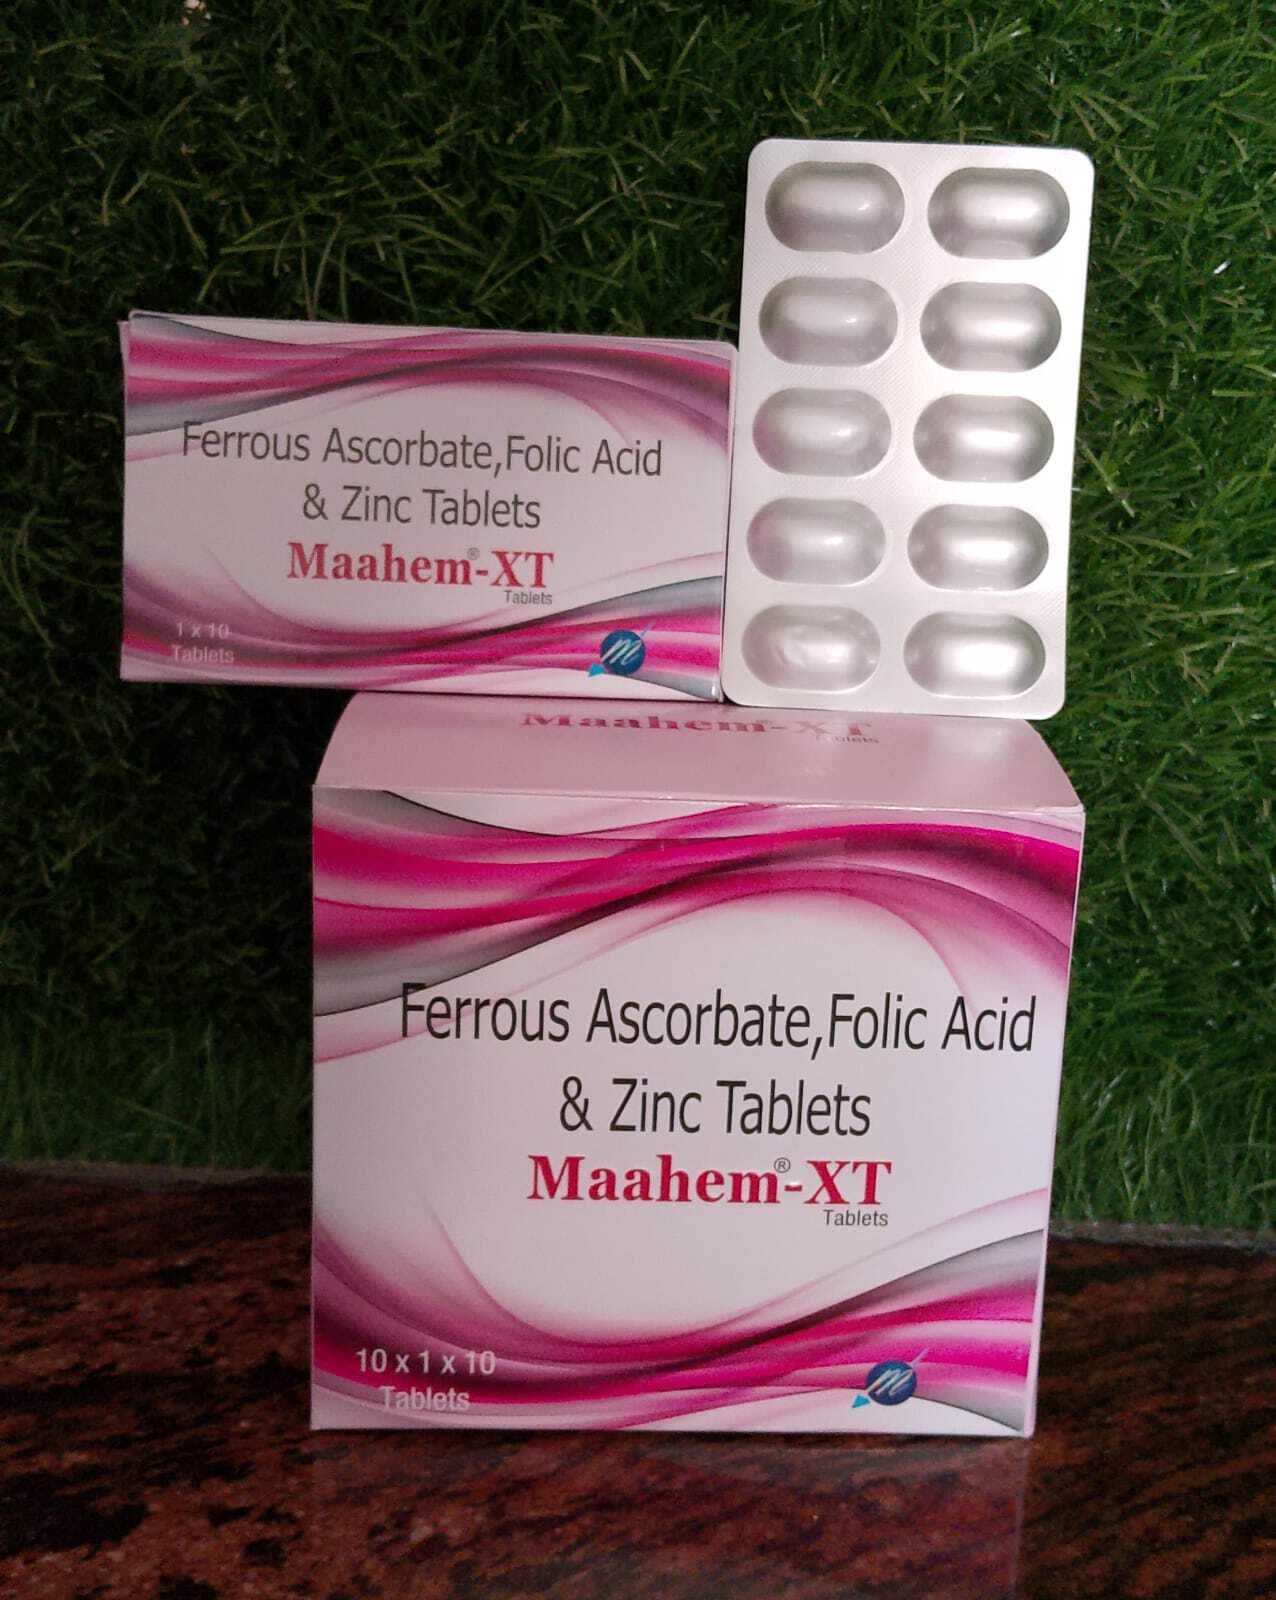 Ferrous Ascorbate,Folic Acid
& Zinc Tablets
Maahem®-XT
Tablets
1 x 10
Tablets
m
Maahem®-XT
Tablets
Ferrous Ascorbate,Folic Acid
& Zinc Tablets
Maahem®-XT
Tablets
10 x 1 x 10
Tablets
m